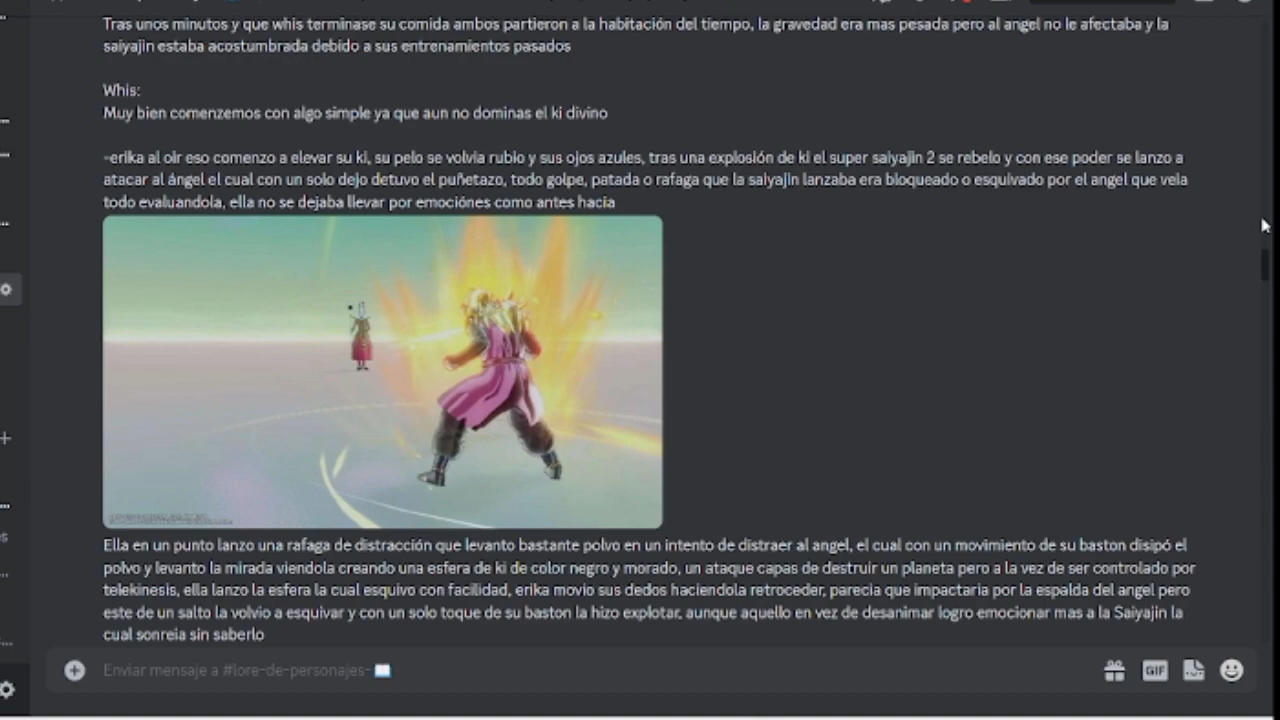 Tras unos minutos y que whis terminase su comida ambos partieron a la habitación del tiempo, la gravedad era mas pesada pero al angel no le afectaba y la
saiyajin estaba acostumbrada debido a sus entrenamientos pasados
Whis:
Muy bien comenzemos con algo simple ya que aun no dominas el ki divino
-erika al oir eso comenzo a elevar su ki, su pelo se volvia rubio y sus ojos azules, tras una explosión de ki el super saiyajin 2 se rebelo y con ese poder se lanzo a
atacar al ángel el cual con un solo dejo detuvo el puñetazo, todo golpe, patada o rafaga que la saiyajin lanzaba era bloqueado o esquivado por el angel que veia
todo evaluandola, ella no se dejaba llevar por emociónes como antes hacia
Ella en un punto lanzo una rafaga de distracción que levanto bastante polvo en un intento de distraer al angel, el cual con un movimiento de su baston disipó el
polvo y levanto la mirada viendola creando una esfera de ki de color negro y morado, un ataque capas de destruir un planeta pero a la vez de ser controlado por
telekinesis, ella lanzo la esfera la cual esquivo con facilidad, erika movio sus dedos haciendola retroceder, parecia que impactaria por la espalda del angel pero
este de un salto la volvio a esquivar y con un solo toque de su baston la hizo explotar, aunque aquello en vez de desanimar logro emocionar mas a la Saiyajin la
cual sonreia sin saberlo
Enviar mensaje a #lore-de-personajes-
GIF